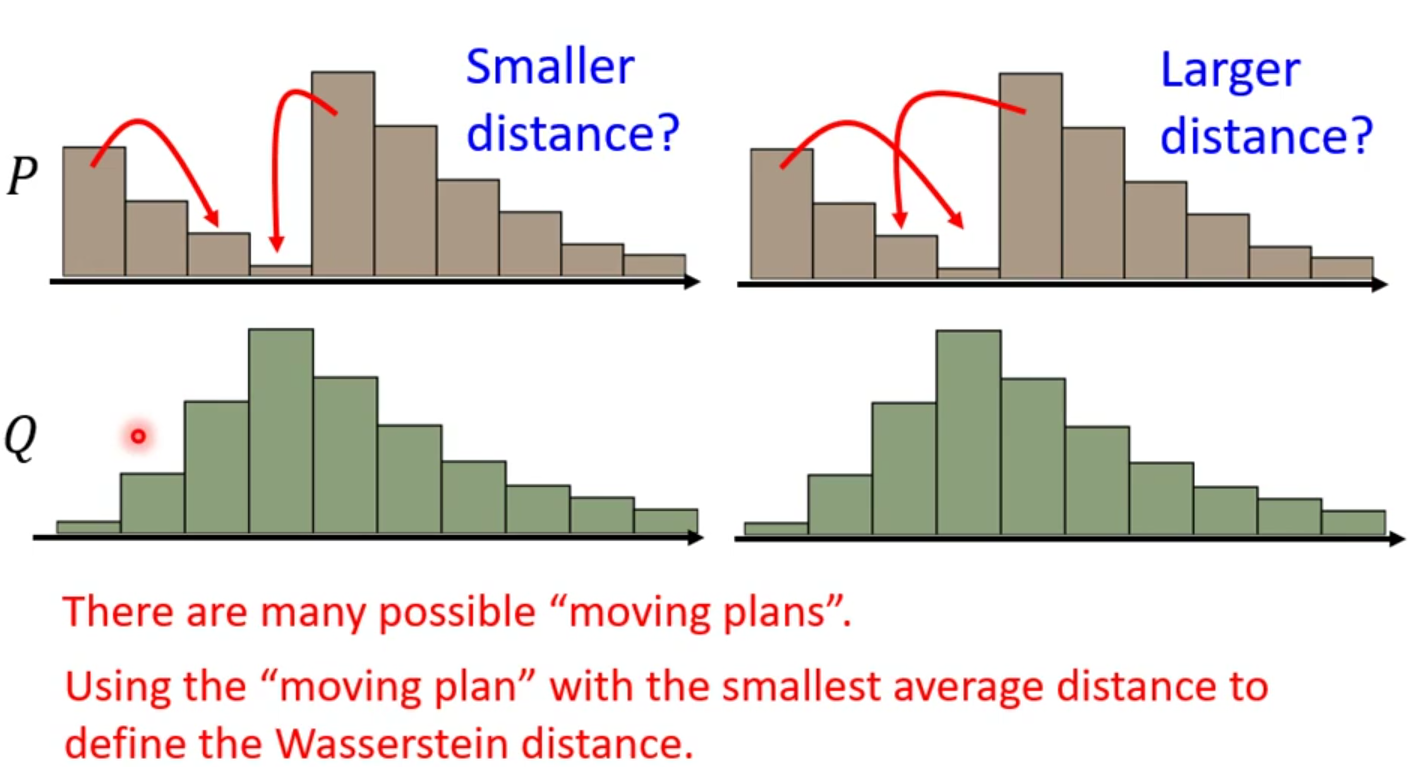 Smaller
distance?
Larger
distance?
P
Q
There are many possible “moving plans”.
Using the “moving plan” with the smallest average distance to
define the Wasserstein distance.